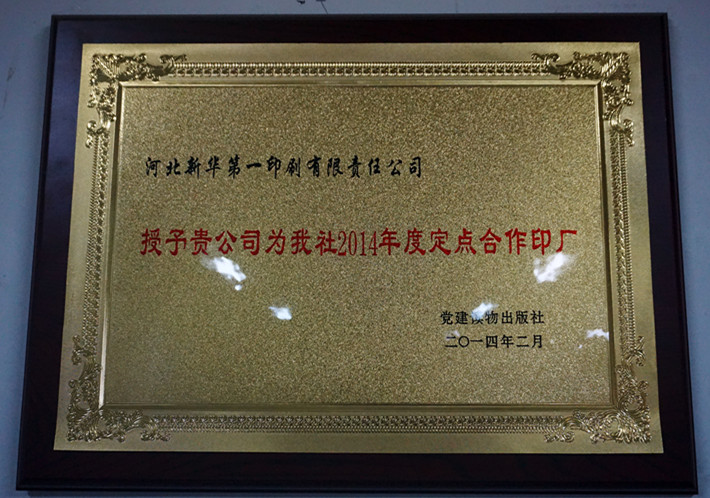 河北新华第一印刷有限责任公司
授予贵公司为我社2014年度定点合作印厂
党建读物出版社
二〇一四年二月